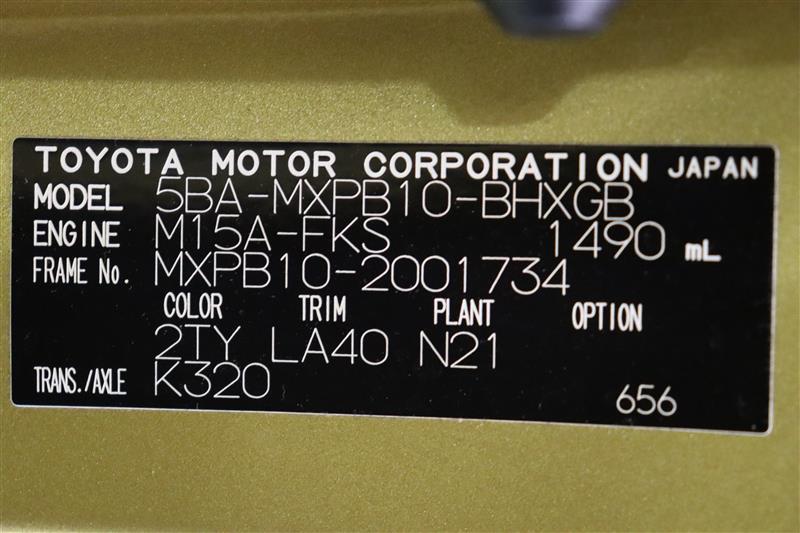 TOYOTA MOTOR CORPORATION JAPAN
MODEL 5BA-MXPB10-BHXGB
ENGINE M15A-FKS 1490 mL
FRAME No. MXPB10-2001734
COLOR TRIM PLANT OPTION
2TY LA40 N21
TRANS./AXLE K320
656